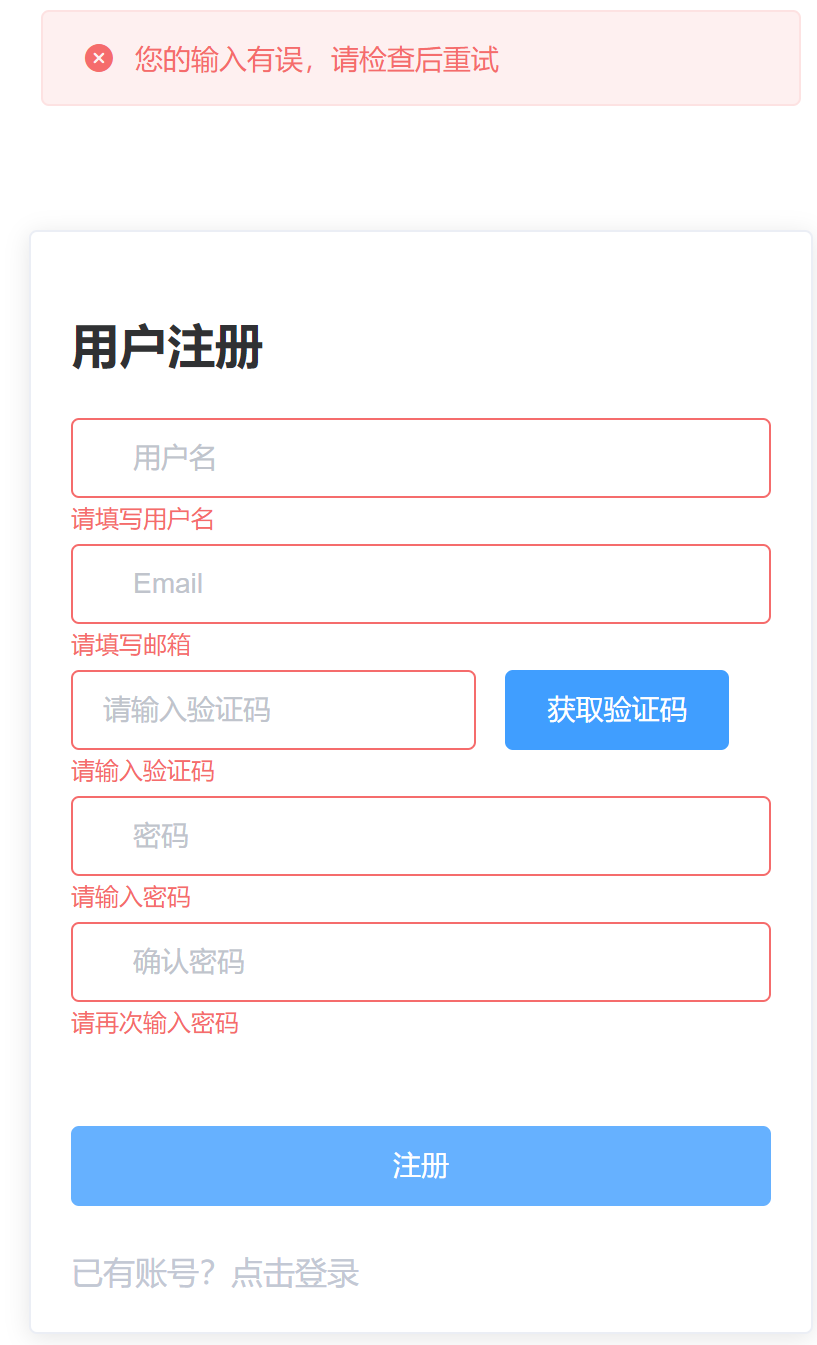 您的输入有误，请检查后重试
用户注册
用户名
请填写用户名
Email
请填写邮箱
请输入验证码 获取验证码
请输入验证码
密码
请输入密码
确认密码
请再次输入密码
注册
已有账号？点击登录